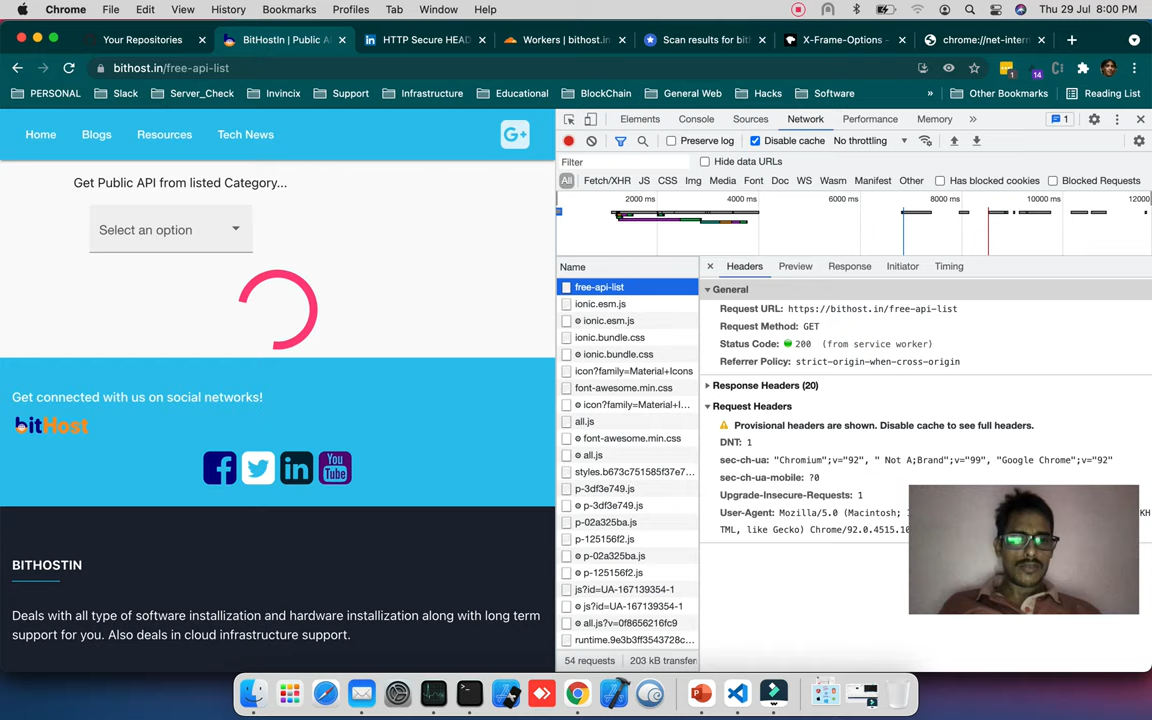 Chrome File Edit View History Bookmarks Profiles Tab Window Help Thu 29 Jul 8:00 PM
Your Repositories BitHostIn | Public A HTTP Secure HEAD Workers | bithost.in Scan results for bit X-Frame-Options - chrome://net-intern
bithost.in/free-api-list 1 14
PERSONAL Slack Server_Check Invincix Support Infrastructure Educational BlockChain General Web Hacks Software » Other Bookmarks Reading List
Home Blogs Resources Tech News G+
Get Public API from listed Category...
Select an option
Get connected with us on social networks!
bitHost
You Tube
BITHOSTIN
Deals with all type of software installization and hardware installization along with long term
support for you. Also deals in cloud infrastructure support.
Elements Console Sources Network Performance Memory » 1
Preserve log Disable cache No throttling
Filter Hide data URLs
All Fetch/XHR JS CSS Img Media Font Doc WS Wasm Manifest Other Has blocked cookies Blocked Requests
2000 ms 4000 ms 6000 ms 8000 ms 10000 ms 12000
Name
free-api-list
ionic.esm.js
ionic.esm.js
ionic.bundle.css
ionic.bundle.css
icon?family=Material+Icons
font-awesome.min.css
icon?family=Material+I...
all.js
font-awesome.min.css
all.js
styles.b673c751585f37e7...
p-3df3e749.js
p-3df3e749.js
p-02a325ba.js
p-125156f2.js
p-02a325ba.js
p-125156f2.js
js?id=UA-167139354-1
js?id=UA-167139354-1
all.js?v=0f8656216fc9
runtime.9e3b3ff3543728c...
54 requests 203 kB transfer
Headers Preview Response Initiator Timing
General
Request URL: https://bithost.in/free-api-list
Request Method: GET
Status Code: 200 (from service worker)
Referrer Policy: strict-origin-when-cross-origin
Response Headers (20)
Request Headers
Provisional headers are shown. Disable cache to see full headers.
DNT: 1
sec-ch-ua: "Chromium";v="92", " Not A;Brand";v="99", "Google Chrome";v="92"
sec-ch-ua-mobile: ?0
Upgrade-Insecure-Requests: 1
User-Agent: Mozilla/5.0 (Macintosh; KH
TML, like Gecko) Chrome/92.0.4515.10